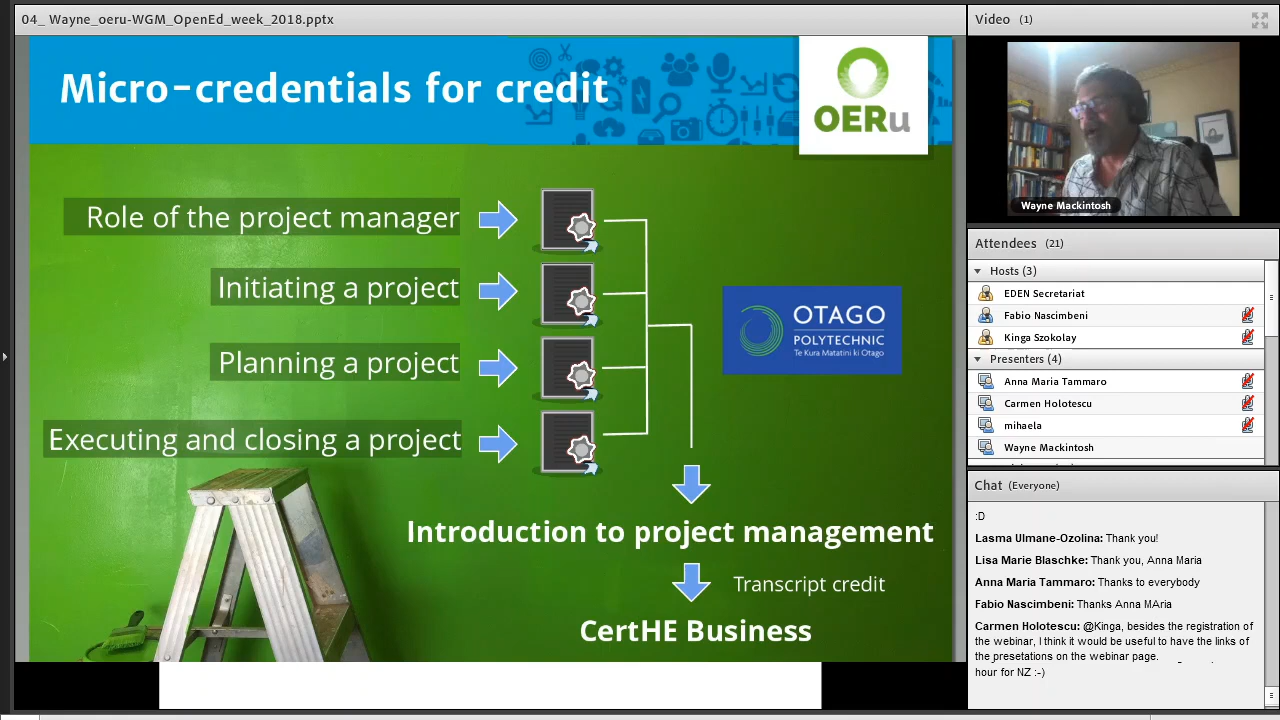 04_ Wayne_oeru-WGM_OpenEd_week_2018.pptx
Micro-credentials for credit
OERu
Role of the project manager
Initiating a project
Planning a project
Executing and closing a project
OTAGO
POLYTECHNIC
Te Kura Matatini ki Otago
Introduction to project management
Transcript credit
CertHE Business
Video (1)
Wayne Mackintosh
Attendees (21)
Hosts (3)
EDEN Secretariat
Fabio Nascimbeni
Kinga Szokolay
Presenters (4)
Anna Maria Tammaro
Carmen Holotescu
mihaela
Wayne Mackintosh
Chat (Everyone)
:D
Lasma Ulmane-Ozolina: Thank you!
Lisa Marie Blaschke: Thank you, Anna Maria
Anna Maria Tammaro: Thanks to everybody
Fabio Nascimbeni: Thanks Anna MAria
Carmen Holotescu: @Kinga, besides the registration of
the webinar, I think it would be useful to have the links of
the presetations on the webinar page.
hour for NZ :-)